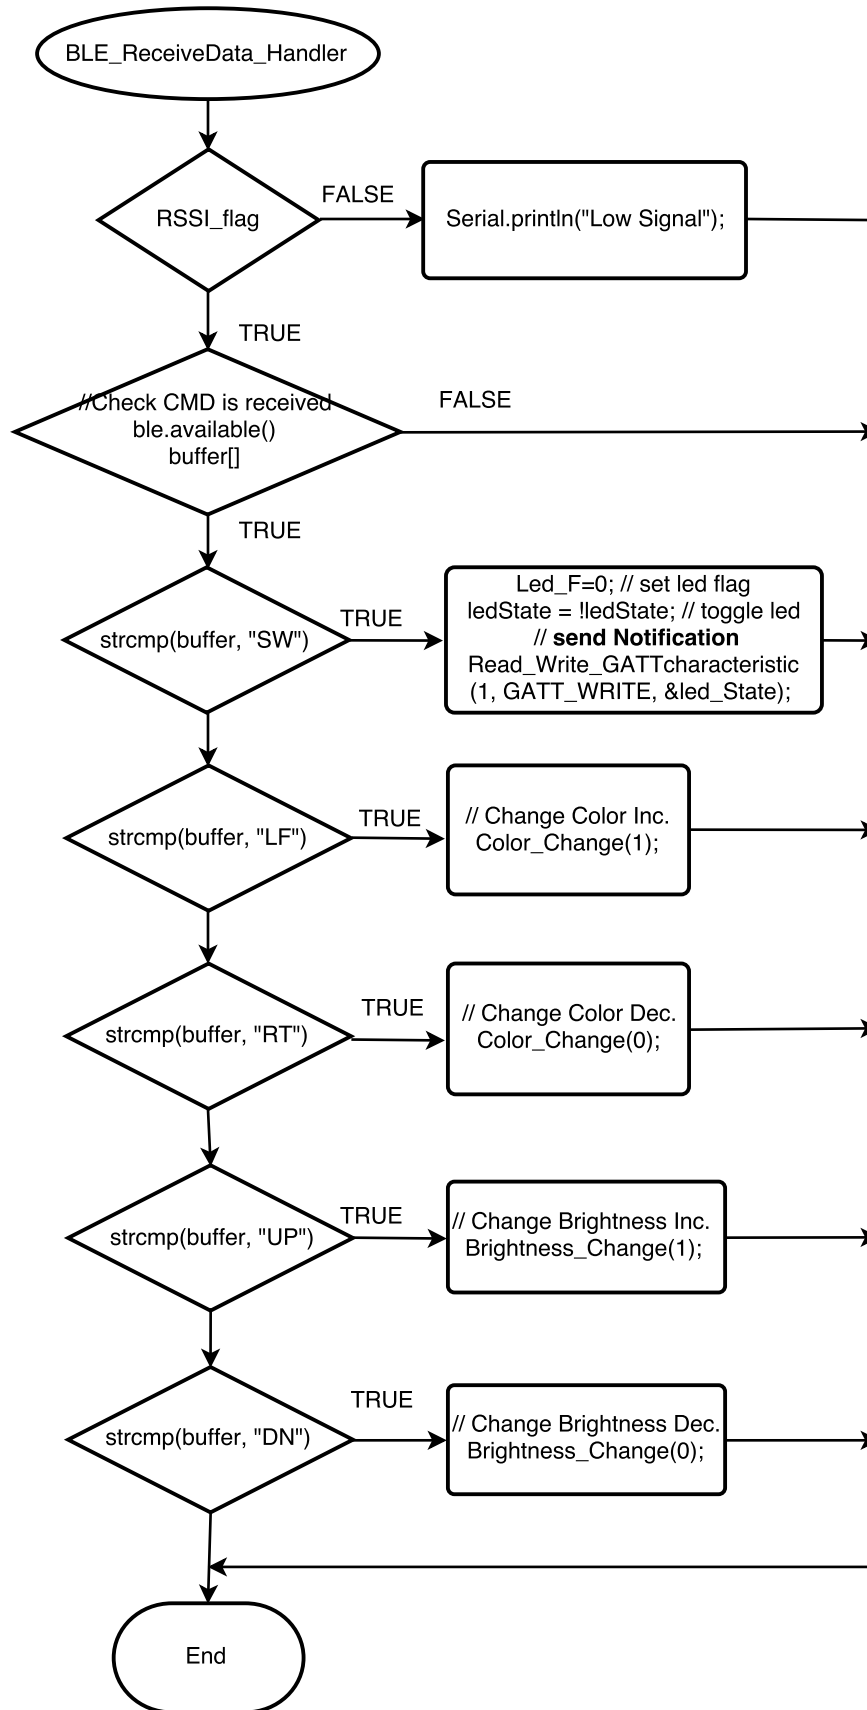 BLE_ReceiveData_Handler
RSSI_flag
FALSE
Serial.println("Low Signal");
TRUE
//Check CMD is received
ble.available()
buffer[]
FALSE
TRUE
strcmp(buffer, "SW")
TRUE
Led_F=0; // set led flag
ledState = !ledState; // toggle led
// send Notification
Read_Write_GATTcharacteristic
(1, GATT_WRITE, &led_State);
strcmp(buffer, "LF")
TRUE
// Change Color Inc.
Color_Change(1);
strcmp(buffer, "RT")
TRUE
// Change Color Dec.
Color_Change(0);
strcmp(buffer, "UP")
TRUE
// Change Brightness Inc.
Brightness_Change(1);
strcmp(buffer, "DN")
TRUE
// Change Brightness Dec.
Brightness_Change(0);
End